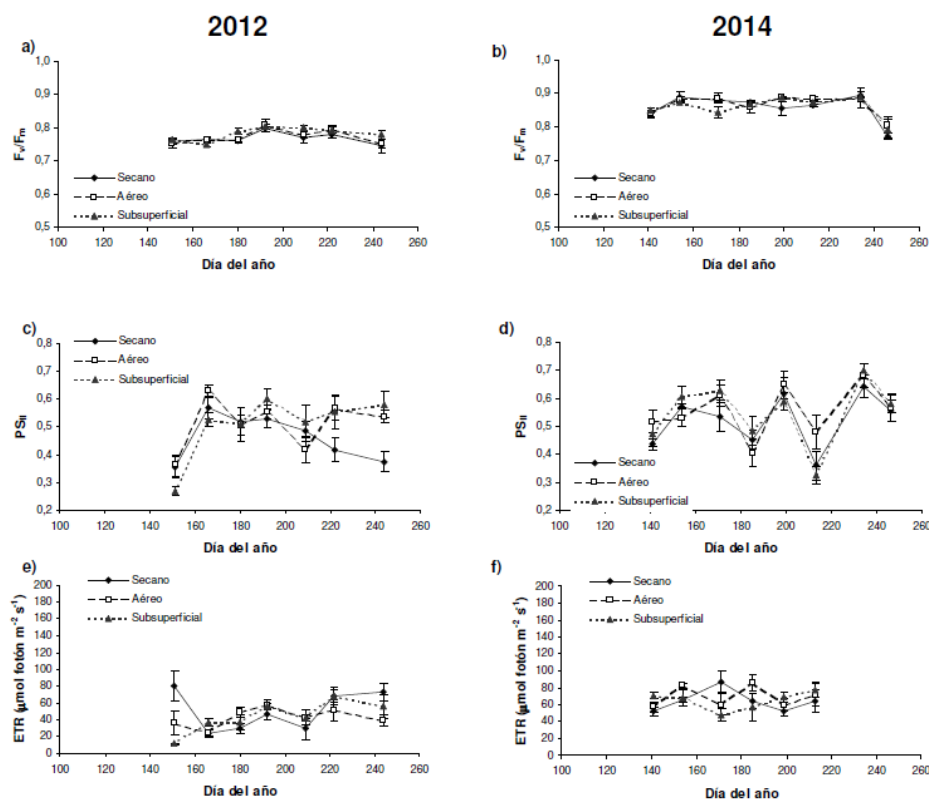 2012
2014
a)
b)
1,0
0,9
0,8
0,7
0,6
0,5
Fv/Fm
Secano
Aéreo
Subsuperficial
100 120 140 160 180 200 220 240 260
Día del año
1,0
0,9
0,8
0,7
0,6
0,5
Fv/Fm
Secano
Aéreo
Subsuperficial
100 120 140 160 180 200 220 240 260
Día del año
c)
d)
0,8
0,7
0,6
0,5
0,4
0,3
0,2
PSII
Secano
Aéreo
Subsuperficial
100 120 140 160 180 200 220 240 260
Día del año
0,8
0,7
0,6
0,5
0,4
0,3
0,2
PSII
Secano
Aéreo
Subsuperficial
100 120 140 160 180 200 220 240 260
Día del año
e)
f)
200
180
160
140
120
100
80
60
40
20
0
ETR (μmol fotón m⁻² s⁻¹)
Secano
Aéreo
Subsuperficial
100 120 140 160 180 200 220 240 260
Día del año
200
180
160
140
120
100
80
60
40
20
0
ETR (μmol fotón m⁻² s⁻¹)
Secano
Aéreo
Subsuperficial
100 120 140 160 180 200 220 240 260
Día del año